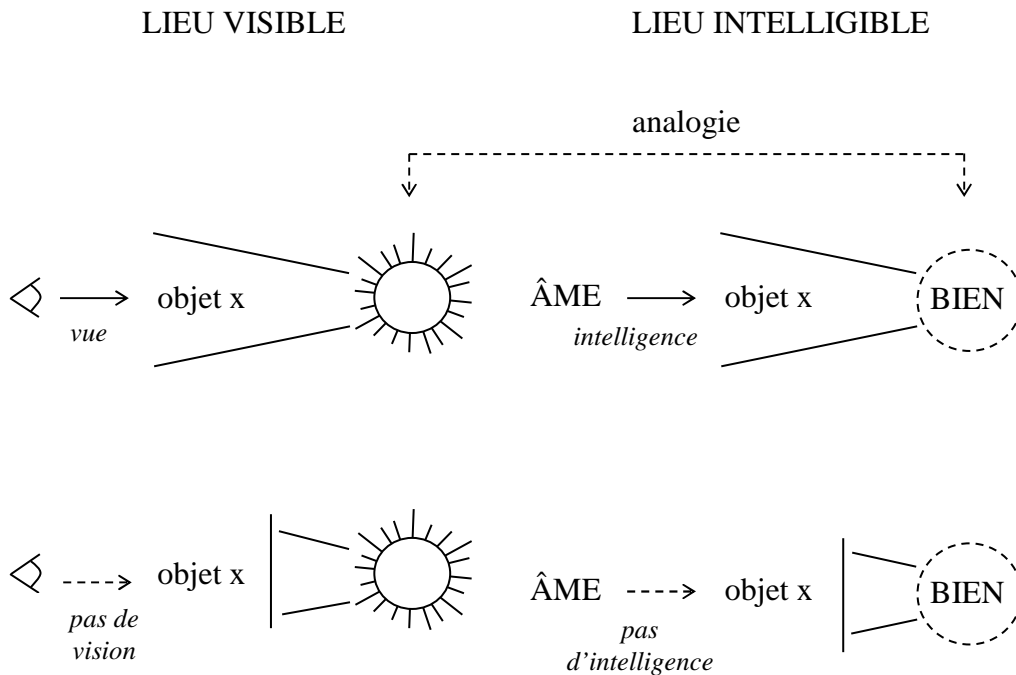 LIEU VISIBLE
LIEU INTELLIGIBLE
analogie
objet x
vue
ÂME
objet x
BIEN
intelligence
objet x
pas de
vision
ÂME
objet x
BIEN
pas
d’intelligence